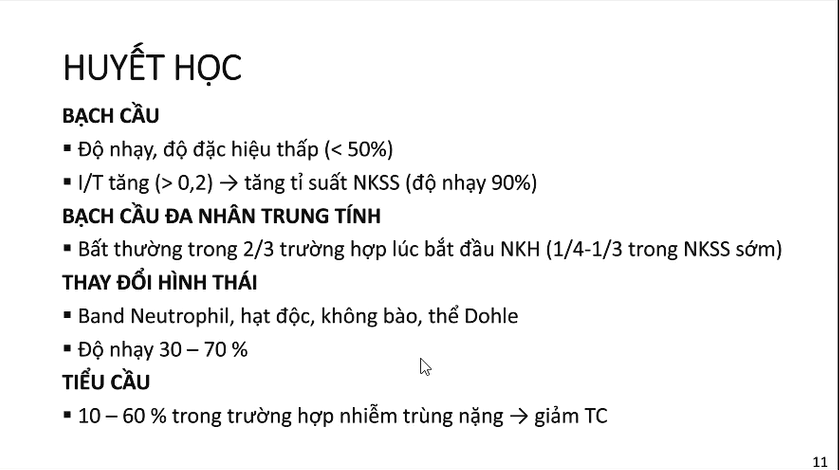 HUYẾT HỌC
BẠCH CẦU
▪ Độ nhạy, độ đặc hiệu thấp (< 50%)
▪ I/T tăng (> 0,2) → tăng tỉ suất NKSS (độ nhạy 90%)
BẠCH CẦU ĐA NHÂN TRUNG TÍNH
▪ Bất thường trong 2/3 trường hợp lúc bắt đầu NKH (1/4-1/3 trong NKSS sớm)
THAY ĐỔI HÌNH THÁI
▪ Band Neutrophil, hạt độc, không bào, thể Dohle
▪ Độ nhạy 30 – 70 %
TIỂU CẦU
▪ 10 – 60 % trong trường hợp nhiễm trùng nặng → giảm TC
11